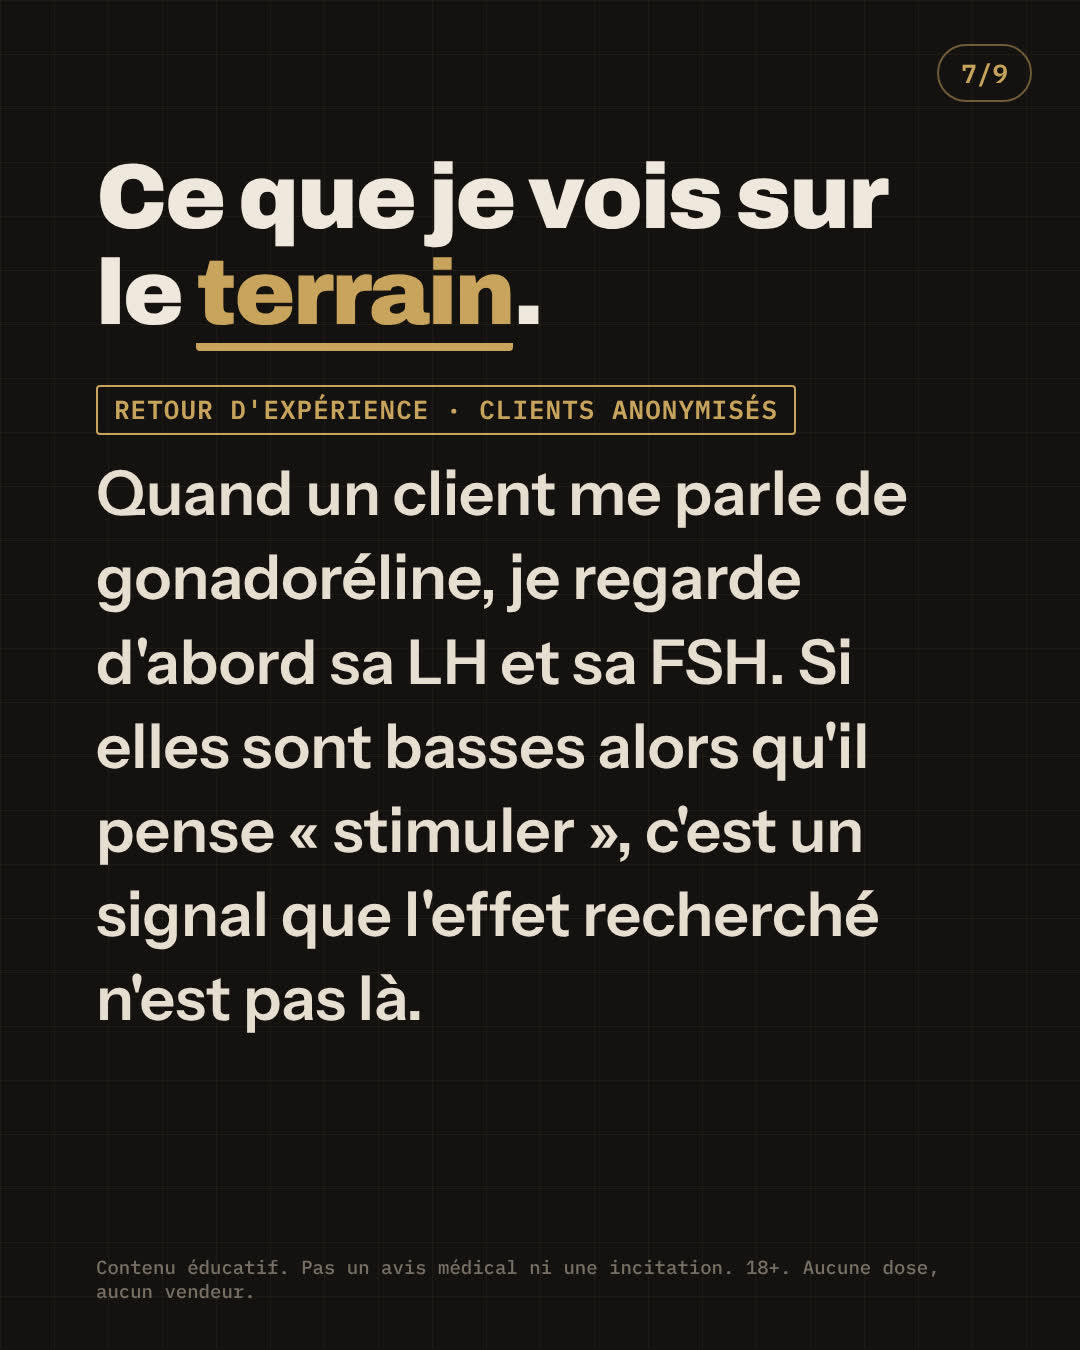 7/9
Ce que je vois sur
le terrain.
RETOUR D'EXPÉRIENCE · CLIENTS ANONYMISÉS
Quand un client me parle de
gonadoréline, je regarde
d'abord sa LH et sa FSH. Si
elles sont basses alors qu'il
pense « stimuler », c'est un
signal que l'effet recherché
n'est pas là.
Contenu éducatif. Pas un avis médical ni une incitation. 18+. Aucune dose,
aucun vendeur.